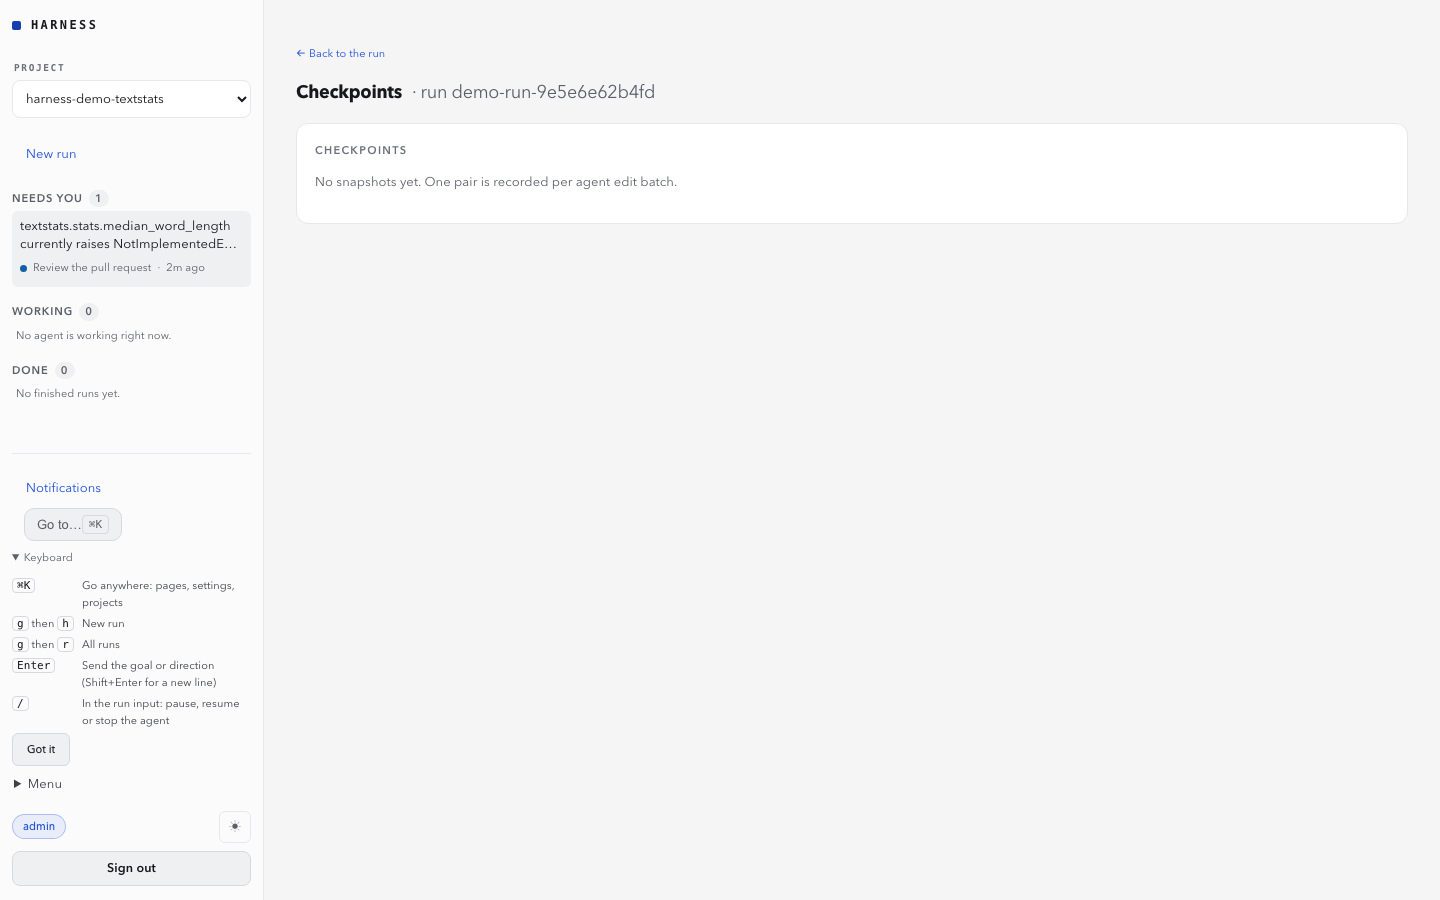 HARNESS
PROJECT
harness-demo-textstats
New run
NEEDS YOU 1
textstats.stats.median_word_length
currently raises NotImplementedE…
Review the pull request · 2m ago
WORKING 0
No agent is working right now.
DONE 0
No finished runs yet.
Notifications
Go to… ⌘K
▼ Keyboard
⌘K Go anywhere: pages, settings,
projects
g then h New run
g then r All runs
Enter Send the goal or direction
(Shift+Enter for a new line)
/ In the run input: pause, resume
or stop the agent
Got it
▶ Menu
admin
Sign out
← Back to the run
Checkpoints · run demo-run-9e5e6e62b4fd
CHECKPOINTS
No snapshots yet. One pair is recorded per agent edit batch.